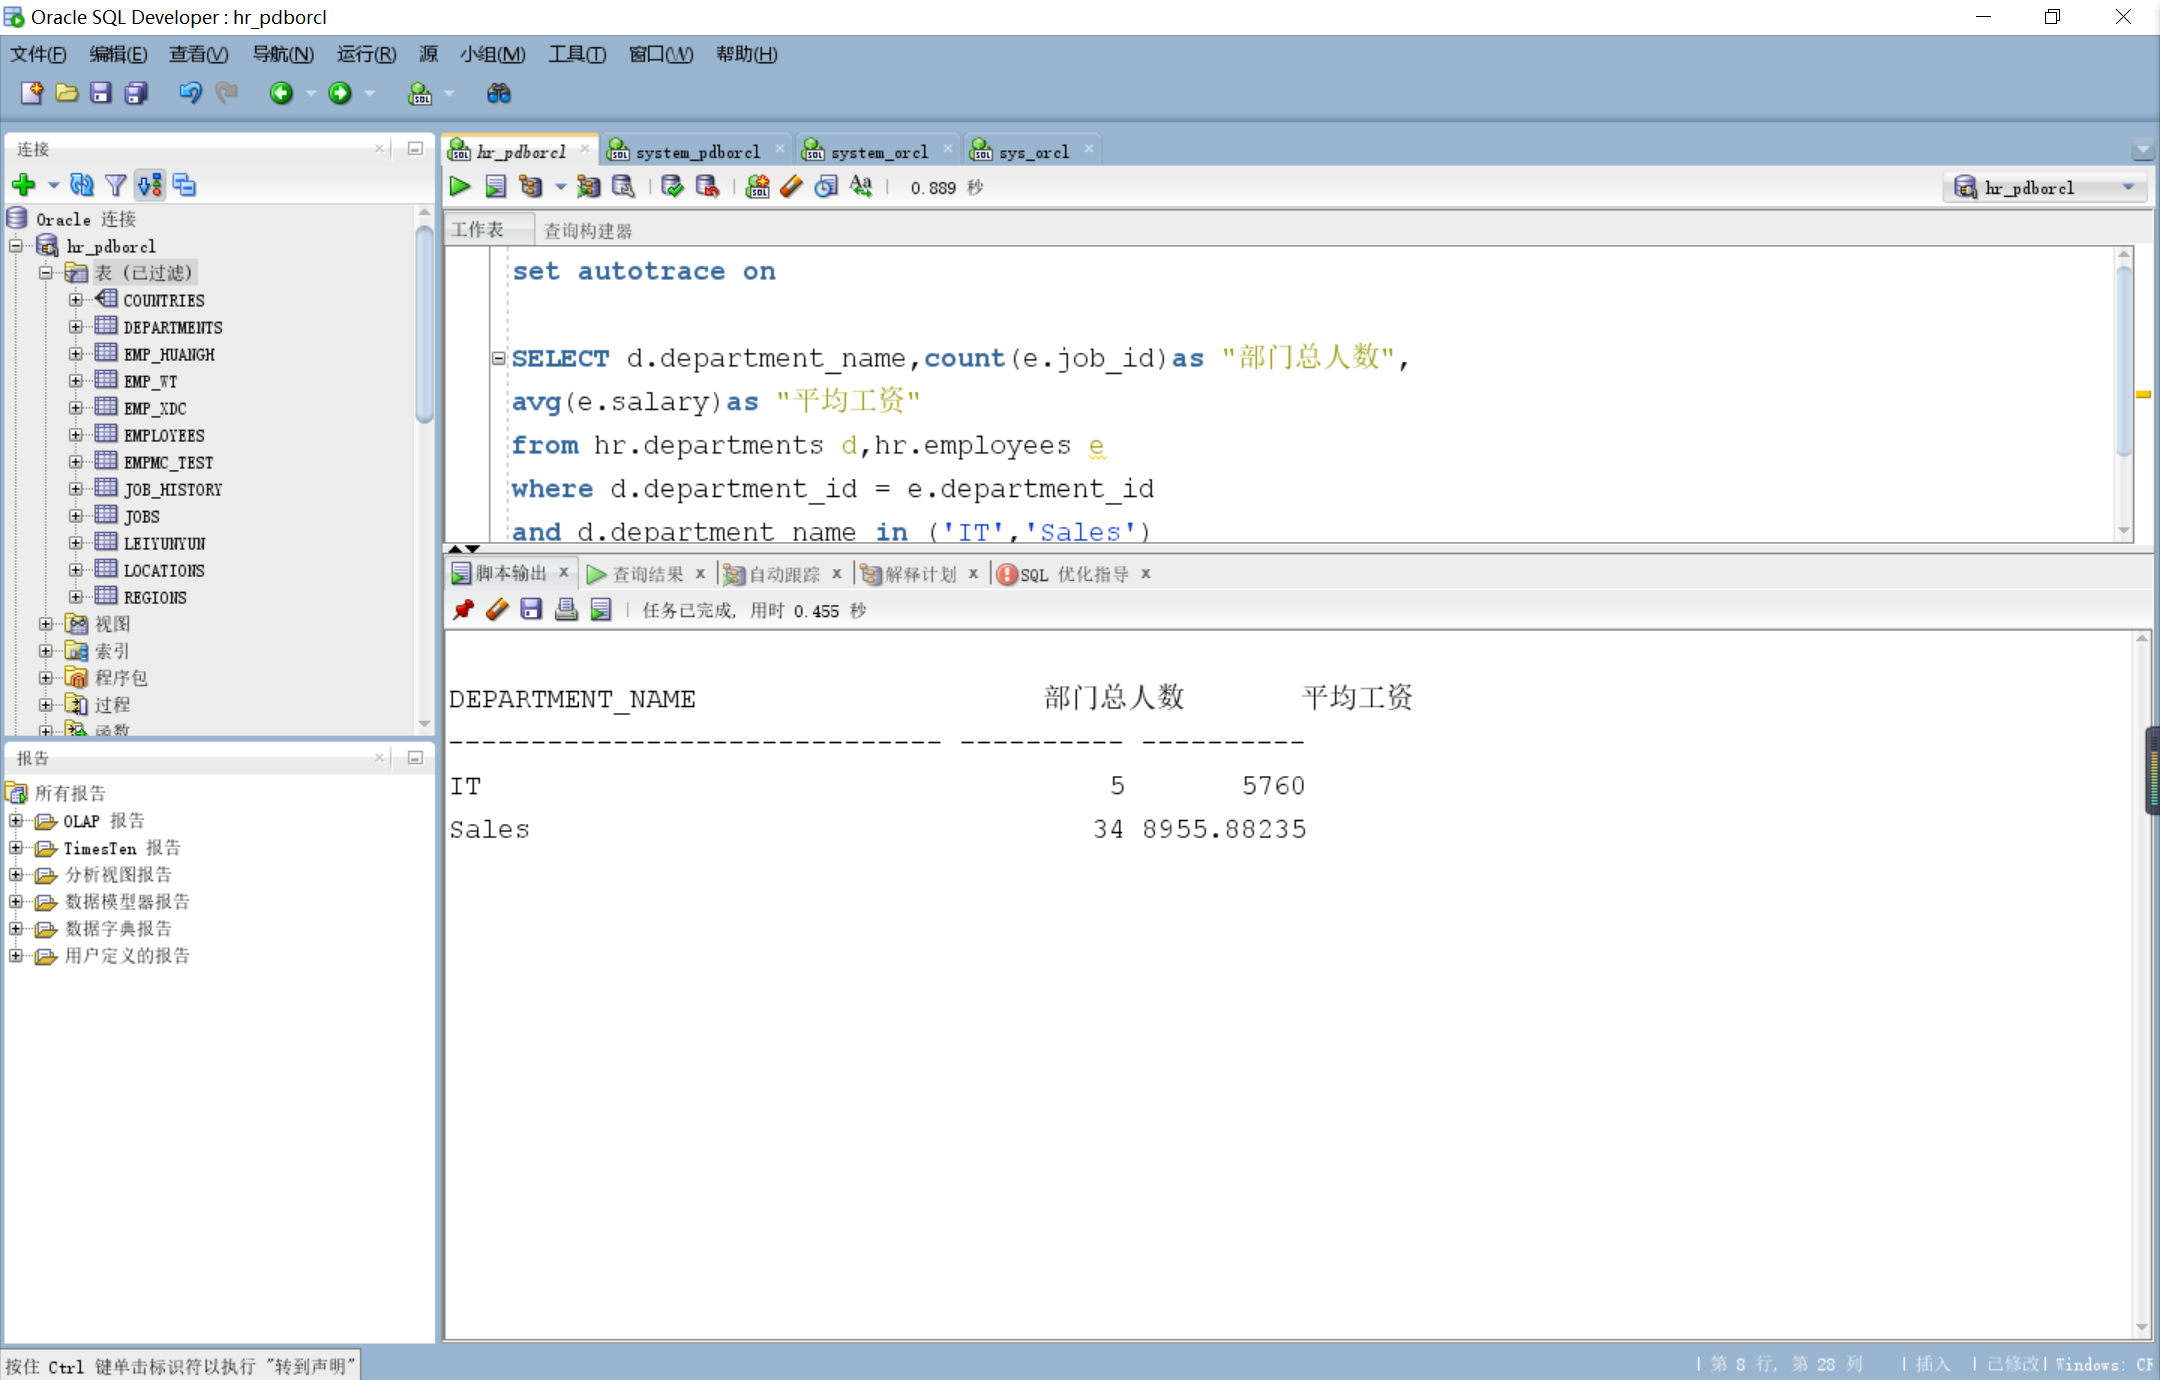 Oracle SQL Developer : hr_pdborcl
文件(F) 编辑(E) 查看(V) 导航(N) 运行(R) 源 小组(M) 工具(T) 窗口(W) 帮助(H)
连接
Oracle 连接
hr_pdborcl
表 (已过滤)
COUNTRIES
DEPARTMENTS
EMP_HUANGH
EMP_WT
EMP_XDC
EMPLOYEES
EMPMC_TEST
JOB_HISTORY
JOBS
LEIYUNYUN
LOCATIONS
REGIONS
视图
索引
程序包
过程
函数
报告
所有报告
OLAP 报告
TimesTen 报告
分析视图报告
数据模型器报告
数据字典报告
用户定义的报告
hr_pdborcl system_pdborcl system_orcl sys_orcl
0.889 秒
hr_pdborcl
工作表 查询构建器
set autotrace on
SELECT d.department_name,count(e.job_id)as "部门总人数",
avg(e.salary)as "平均工资"
from hr.departments d,hr.employees e
where d.department_id = e.department_id
and d.department_name in ('IT','Sales')
脚本输出 x 查询结果 x 自动跟踪 x 解释计划 x SQL 优化指导 x
任务已完成, 用时 0.455 秒
DEPARTMENT_NAME 部门总人数 平均工资
------------------------------ ---------- ----------
IT 5 5760
Sales 34 8955.88235
按住 Ctrl 键单击标识符以执行 "转到声明"
| 第 8 行, 第 28 列 | 插入 | 已修改| Windows: CR